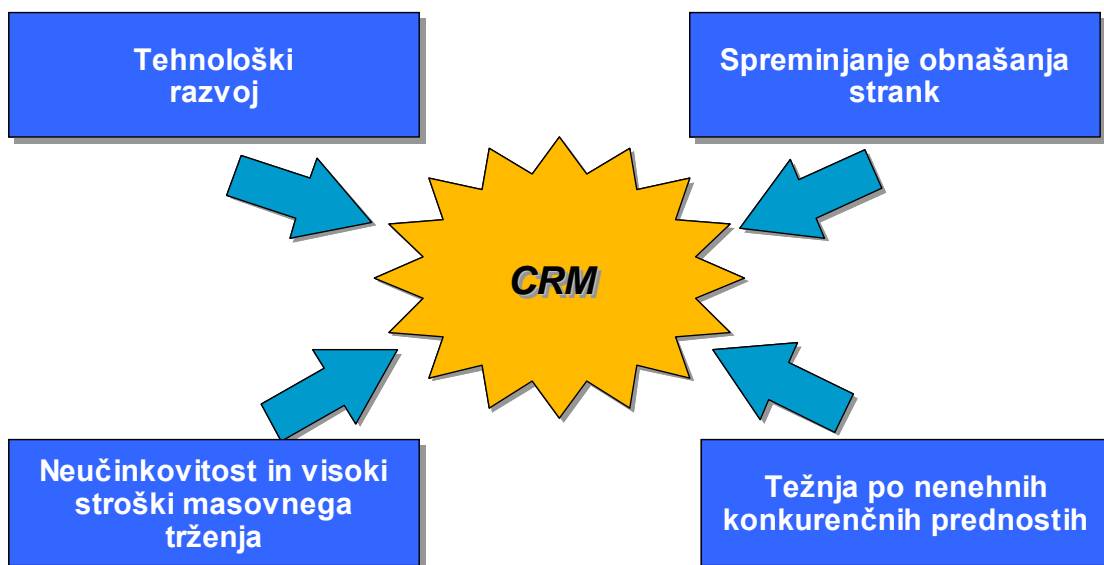 Tehnološki
razvoj
Spreminjanje obnašanja
strank
CRM
Neučinkovitost in visoki
stroški masovnega
trženja
Težnja po nenehnih
konkurenčnih prednostih